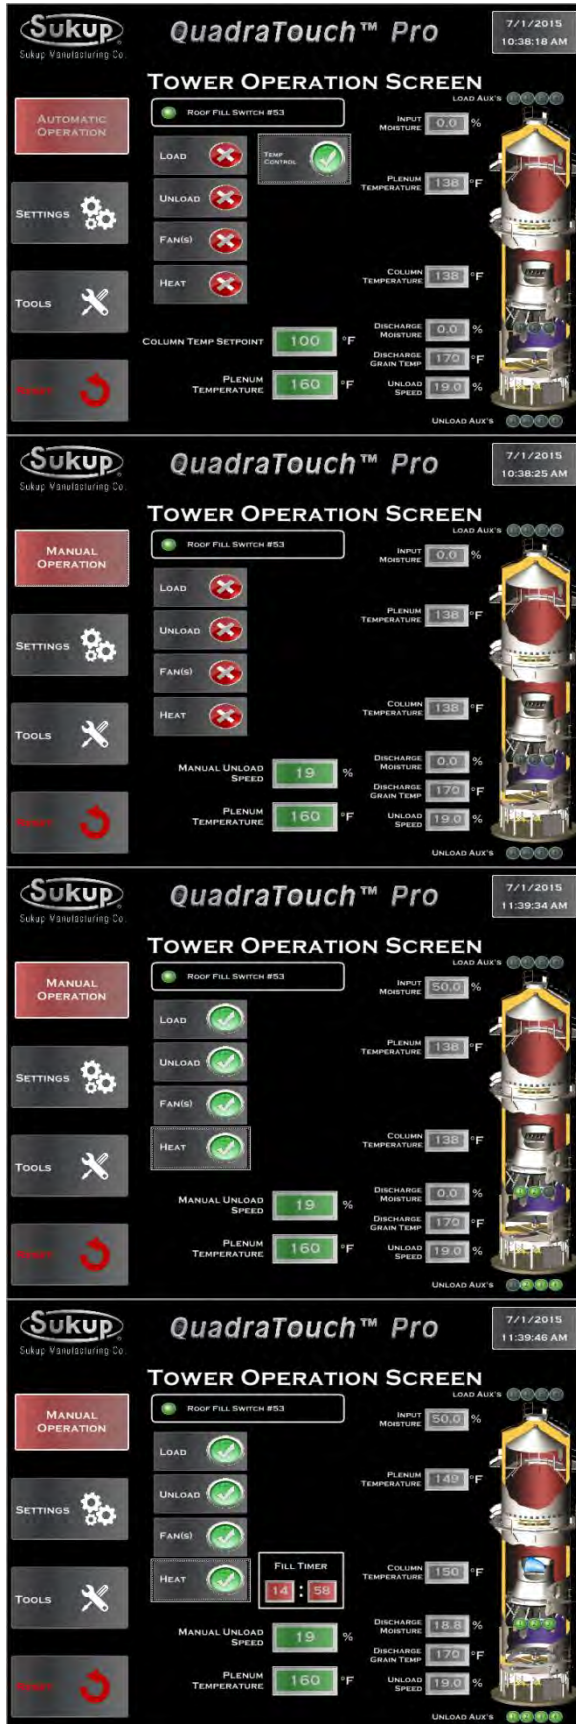 Sukup
Sukup Manufacturing Co.
QuadraTouch™ Pro
7/1/2015
10:38:18 AM
TOWER OPERATION SCREEN
LOAD AUX'S
AUTOMATIC
OPERATION
ROOF FILL SWITCH #53
INPUT
MOISTURE
0.0 %
LOAD
TEMP
CONTROL
PLENUM
TEMPERATURE
138 °F
SETTINGS
UNLOAD
FAN(S)
HEAT
COLUMN
TEMPERATURE
138 °F
TOOLS
COLUMN TEMP SETPOINT
100 °F
DISCHARGE
MOISTURE
0.0 %
DISCHARGE
GRAIN TEMP
170 °F
PLENUM
TEMPERATURE
160 °F
UNLOAD
SPEED
19.0 %
UNLOAD AUX'S
Sukup
Sukup Manufacturing Co.
QuadraTouch™ Pro
7/1/2015
10:38:25 AM
TOWER OPERATION SCREEN
LOAD AUX'S
MANUAL
OPERATION
ROOF FILL SWITCH #53
INPUT
MOISTURE
0.0 %
LOAD
PLENUM
TEMPERATURE
138 °F
SETTINGS
UNLOAD
FAN(S)
HEAT
COLUMN
TEMPERATURE
138 °F
TOOLS
MANUAL UNLOAD
SPEED
19 %
DISCHARGE
MOISTURE
0.0 %
DISCHARGE
GRAIN TEMP
170 °F
PLENUM
TEMPERATURE
160 °F
UNLOAD
SPEED
19.0 %
UNLOAD AUX'S
Sukup
Sukup Manufacturing Co.
QuadraTouch™ Pro
7/1/2015
11:39:34 AM
TOWER OPERATION SCREEN
LOAD AUX'S
MANUAL
OPERATION
ROOF FILL SWITCH #53
INPUT
MOISTURE
50.0 %
LOAD
PLENUM
TEMPERATURE
138 °F
SETTINGS
UNLOAD
FAN(S)
HEAT
COLUMN
TEMPERATURE
138 °F
TOOLS
MANUAL UNLOAD
SPEED
19 %
DISCHARGE
MOISTURE
0.0 %
DISCHARGE
GRAIN TEMP
170 °F
PLENUM
TEMPERATURE
160 °F
UNLOAD
SPEED
19.0 %
UNLOAD AUX'S
Sukup
Sukup Manufacturing Co.
QuadraTouch™ Pro
7/1/2015
11:39:46 AM
TOWER OPERATION SCREEN
LOAD AUX'S
MANUAL
OPERATION
ROOF FILL SWITCH #53
INPUT
MOISTURE
50.0 %
LOAD
PLENUM
TEMPERATURE
149 °F
SETTINGS
UNLOAD
FAN(S)
HEAT
FILL TIMER
14 : 58
COLUMN
TEMPERATURE
150 °F
TOOLS
MANUAL UNLOAD
SPEED
19 %
DISCHARGE
MOISTURE
18.8 %
DISCHARGE
GRAIN TEMP
170 °F
PLENUM
TEMPERATURE
160 °F
UNLOAD
SPEED
19.0 %
UNLOAD AUX'S